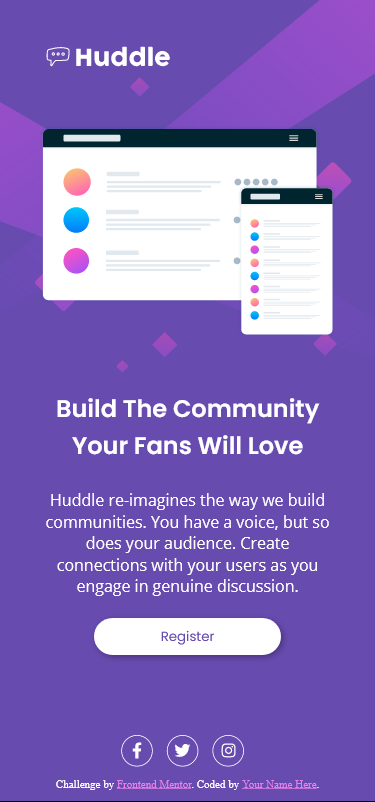 Huddle
Build The Community
Your Fans Will Love
Huddle re-imagines the way we build
communities. You have a voice, but so
does your audience. Create
connections with your users as you
engage in genuine discussion.
Register
Challenge by Frontend Mentor. Coded by Your Name Here.